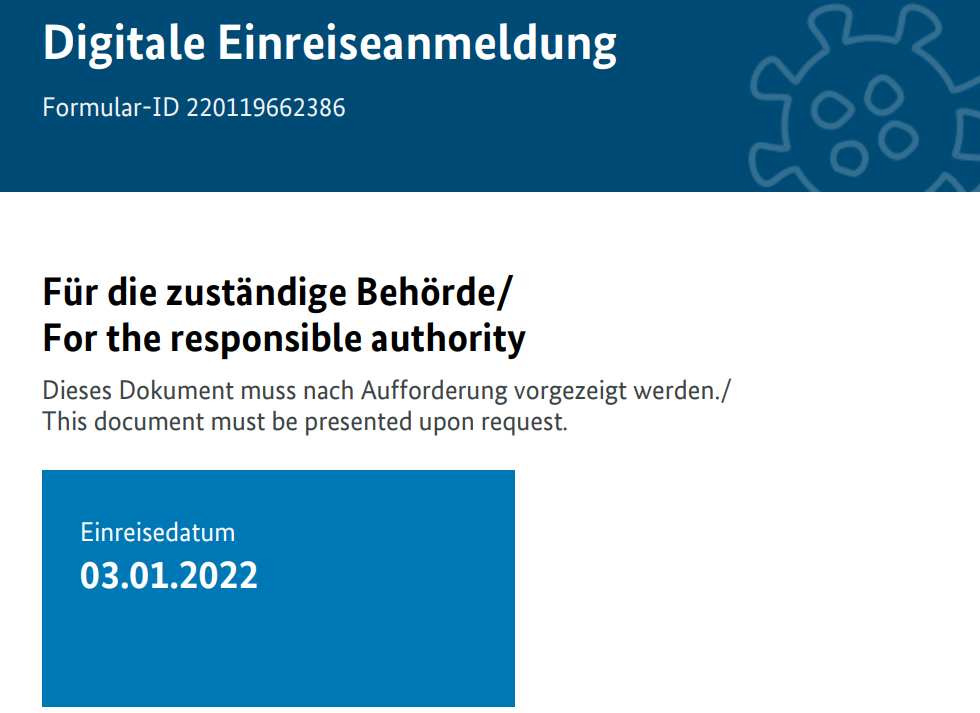 Digitale Einreiseanmeldung
Formular-ID 220119662386
Für die zuständige Behörde/
For the responsible authority
Dieses Dokument muss nach Aufforderung vorgezeigt werden./
This document must be presented upon request.
Einreisedatum
03.01.2022